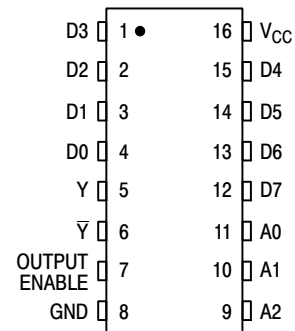 D3 1 16 VCC
D2 2 15 D4
D1 3 14 D5
D0 4 13 D6
Y 5 12 D7
Y̅ 6 11 A0
OUTPUT ENABLE 7 10 A1
GND 8 9 A2